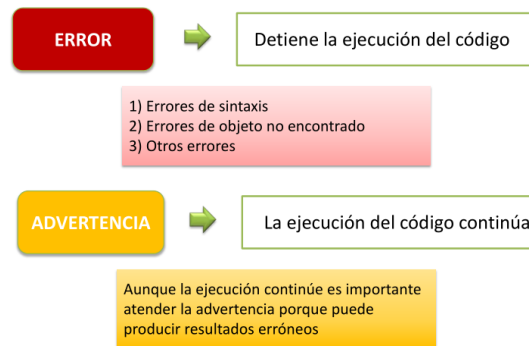 ERROR
Detiene la ejecución del código
1) Errores de sintaxis
2) Errores de objeto no encontrado
3) Otros errores
ADVERTENCIA
La ejecución del código continúa
Aunque la ejecución continúe es importante
atender la advertencia porque puede
producir resultados erróneos